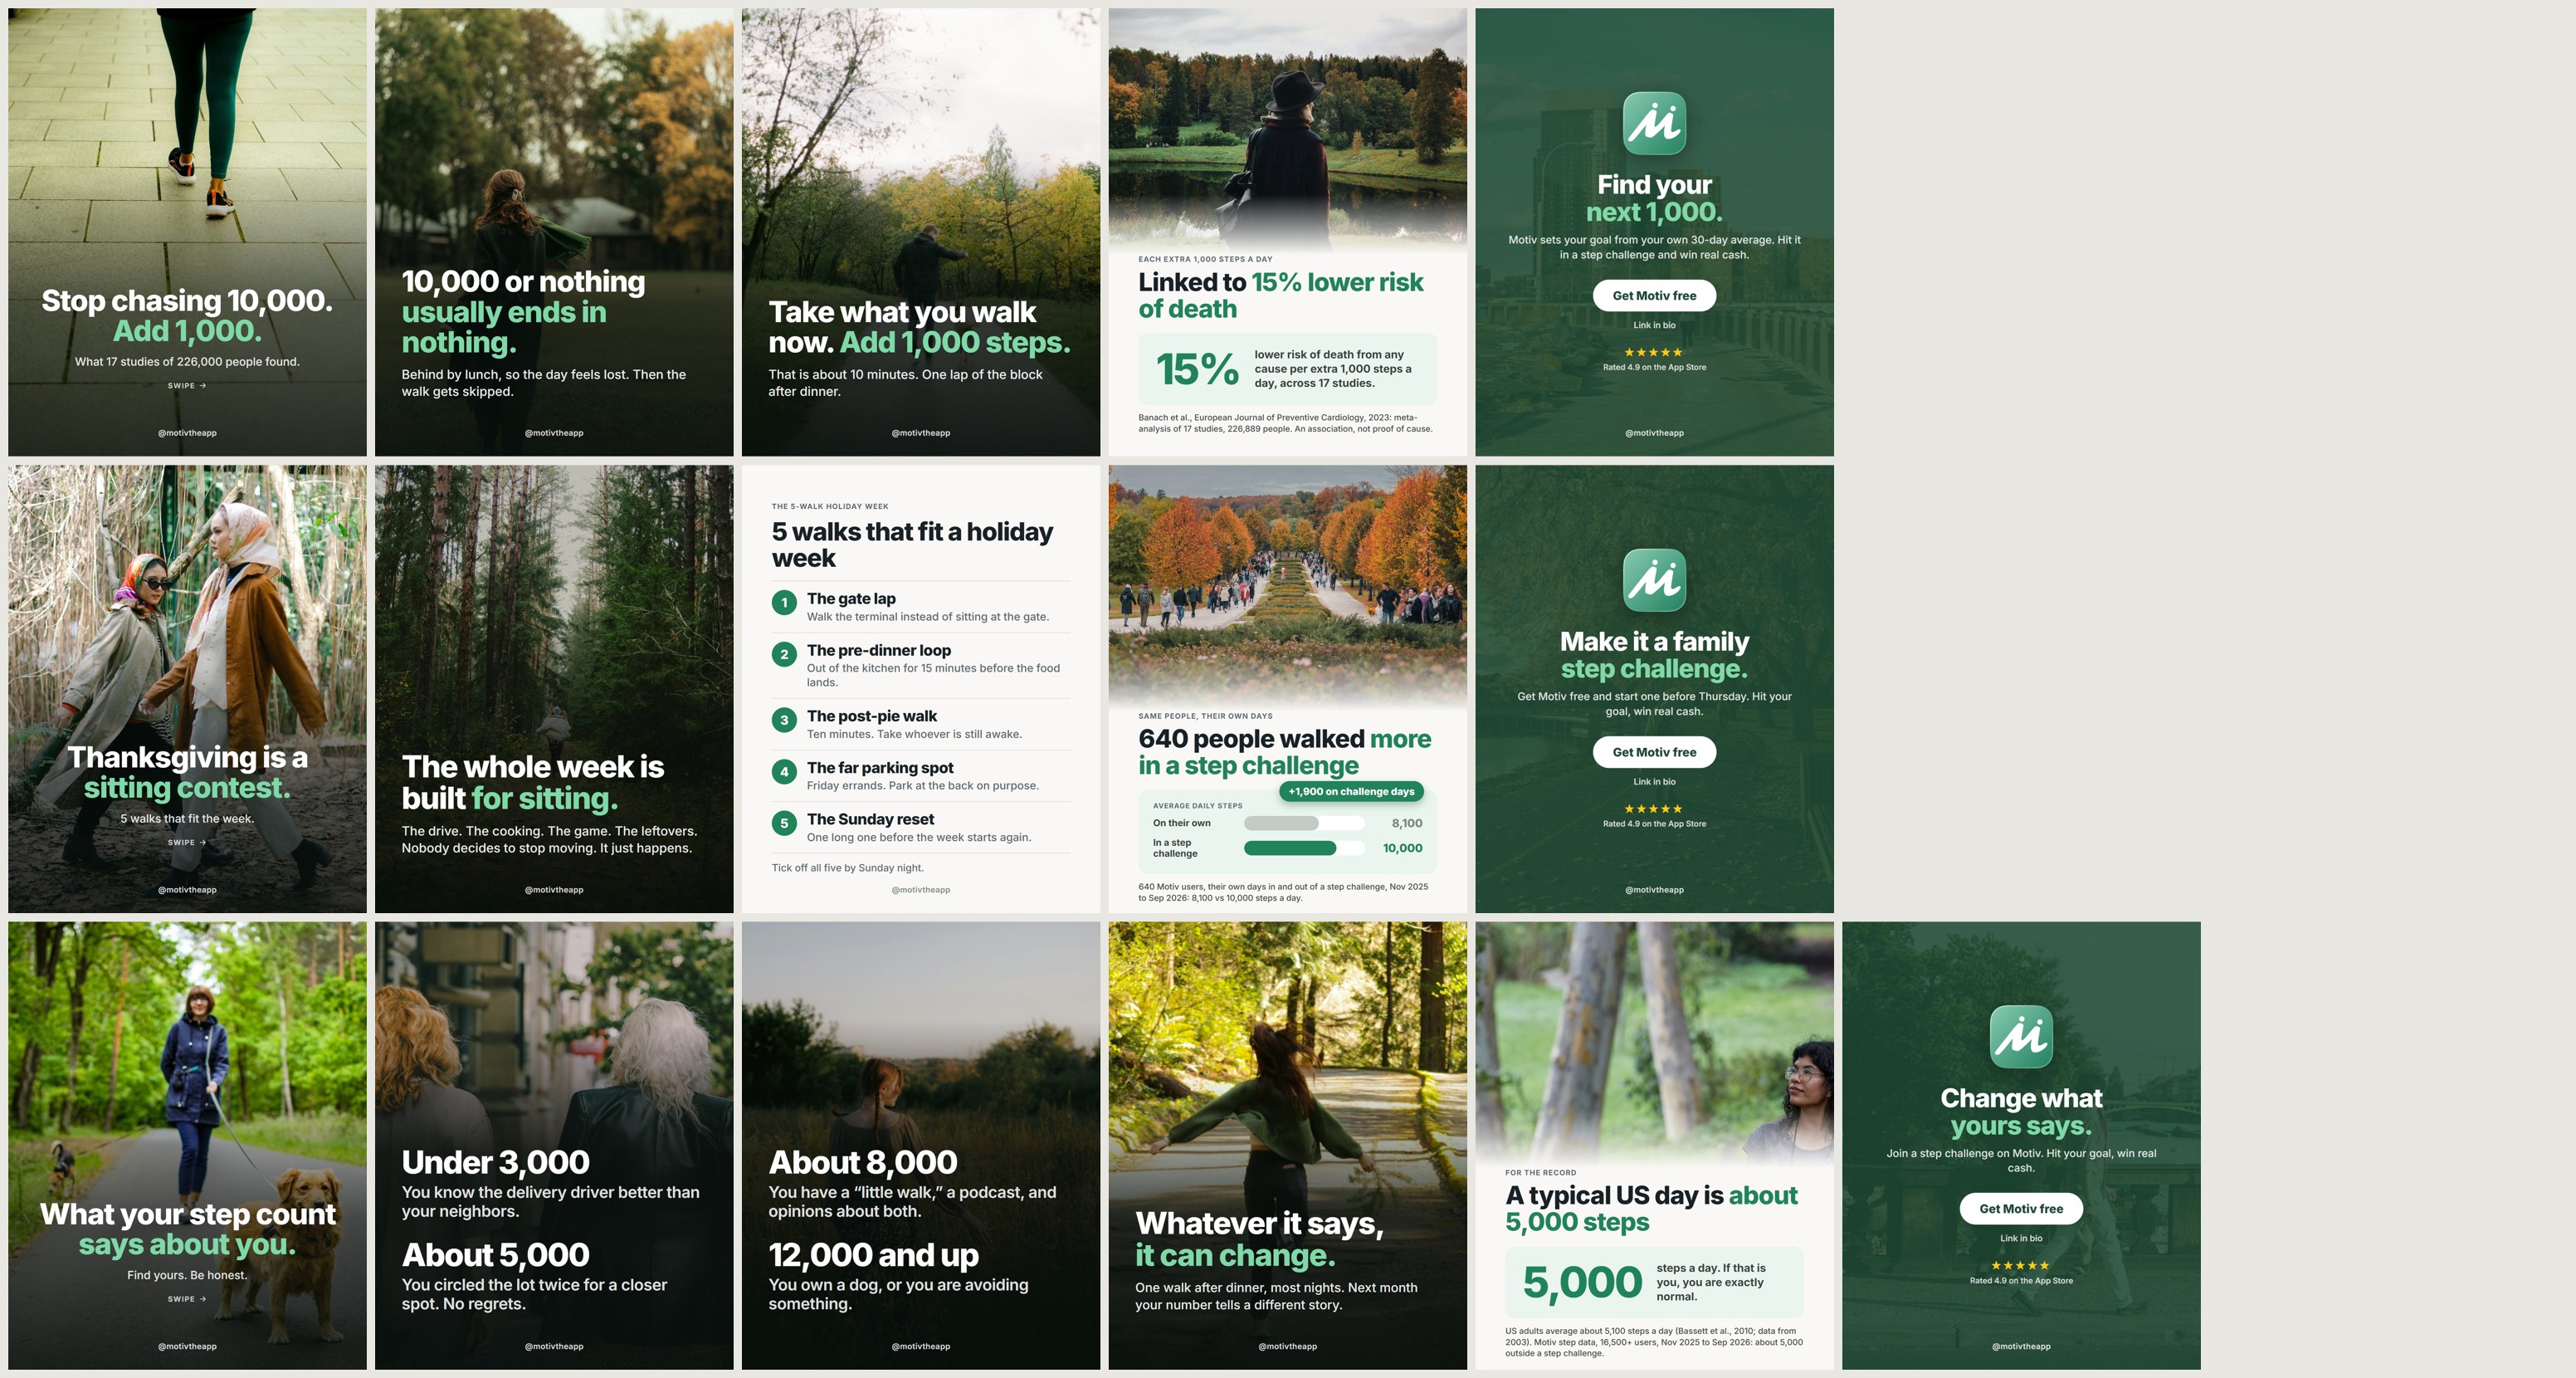 Stop chasing 10,000.
Add 1,000.
What 17 studies of 226,000 people found.
SWIPE →
@motivtheapp
10,000 or nothing
usually ends in
nothing.
Behind by lunch, so the day feels lost. Then the
walk gets skipped.
@motivtheapp
Take what you walk
now. Add 1,000 steps.
That is about 10 minutes. One lap of the block
after dinner.
@motivtheapp
EACH EXTRA 1,000 STEPS A DAY
Linked to 15% lower risk
of death
15%
lower risk of death from any
cause per extra 1,000 steps a
day, across 17 studies.
Banach et al., European Journal of Preventive Cardiology, 2023: meta-
analysis of 17 studies, 226,889 people. An association, not proof of cause.
Find your
next 1,000.
Motiv sets your goal from your own 30-day average. Hit it
in a step challenge and win real cash.
Get Motiv free
Link in bio
★★★★★
Rated 4.9 on the App Store
@motivtheapp
Thanksgiving is a
sitting contest.
5 walks that fit the week.
SWIPE →
@motivtheapp
The whole week is
built for sitting.
The drive. The cooking. The game. The leftovers.
Nobody decides to stop moving. It just happens.
@motivtheapp
THE 5-WALK HOLIDAY WEEK
5 walks that fit a holiday
week
1 The gate lap
Walk the terminal instead of sitting at the gate.
2 The pre-dinner loop
Out of the kitchen for 15 minutes before the food
lands.
3 The post-pie walk
Ten minutes. Take whoever is still awake.
4 The far parking spot
Friday errands. Park at the back on purpose.
5 The Sunday reset
One long one before the week starts again.
Tick off all five by Sunday night.
@motivtheapp
SAME PEOPLE, THEIR OWN DAYS
640 people walked more
in a step challenge
+1,900 on challenge days
AVERAGE DAILY STEPS
On their own 8,100
In a step
challenge 10,000
640 Motiv users, their own days in and out of a step challenge, Nov 2025
to Sep 2026: 8,100 vs 10,000 steps a day.
Make it a family
step challenge.
Get Motiv free and start one before Thursday. Hit your
goal, win real cash.
Get Motiv free
Link in bio
★★★★★
Rated 4.9 on the App Store
@motivtheapp
What your step count
says about you.
Find yours. Be honest.
SWIPE →
@motivtheapp
Under 3,000
You know the delivery driver better than
your neighbors.
About 5,000
You circled the lot twice for a closer
spot. No regrets.
@motivtheapp
About 8,000
You have a “little walk,” a podcast, and
opinions about both.
12,000 and up
You own a dog, or you are avoiding
something.
@motivtheapp
Whatever it says,
it can change.
One walk after dinner, most nights. Next month
your number tells a different story.
@motivtheapp
FOR THE RECORD
A typical US day is about
5,000 steps
5,000
steps a day. If that is
you, you are exactly
normal.
US adults average about 5,100 steps a day (Bassett et al., 2010; data from
2003). Motiv step data, 16,500+ users, Nov 2025 to Sep 2026: about 5,000
outside a step challenge.
Change what
yours says.
Join a step challenge on Motiv. Hit your goal, win real
cash.
Get Motiv free
Link in bio
★★★★★
Rated 4.9 on the App Store
@motivtheapp